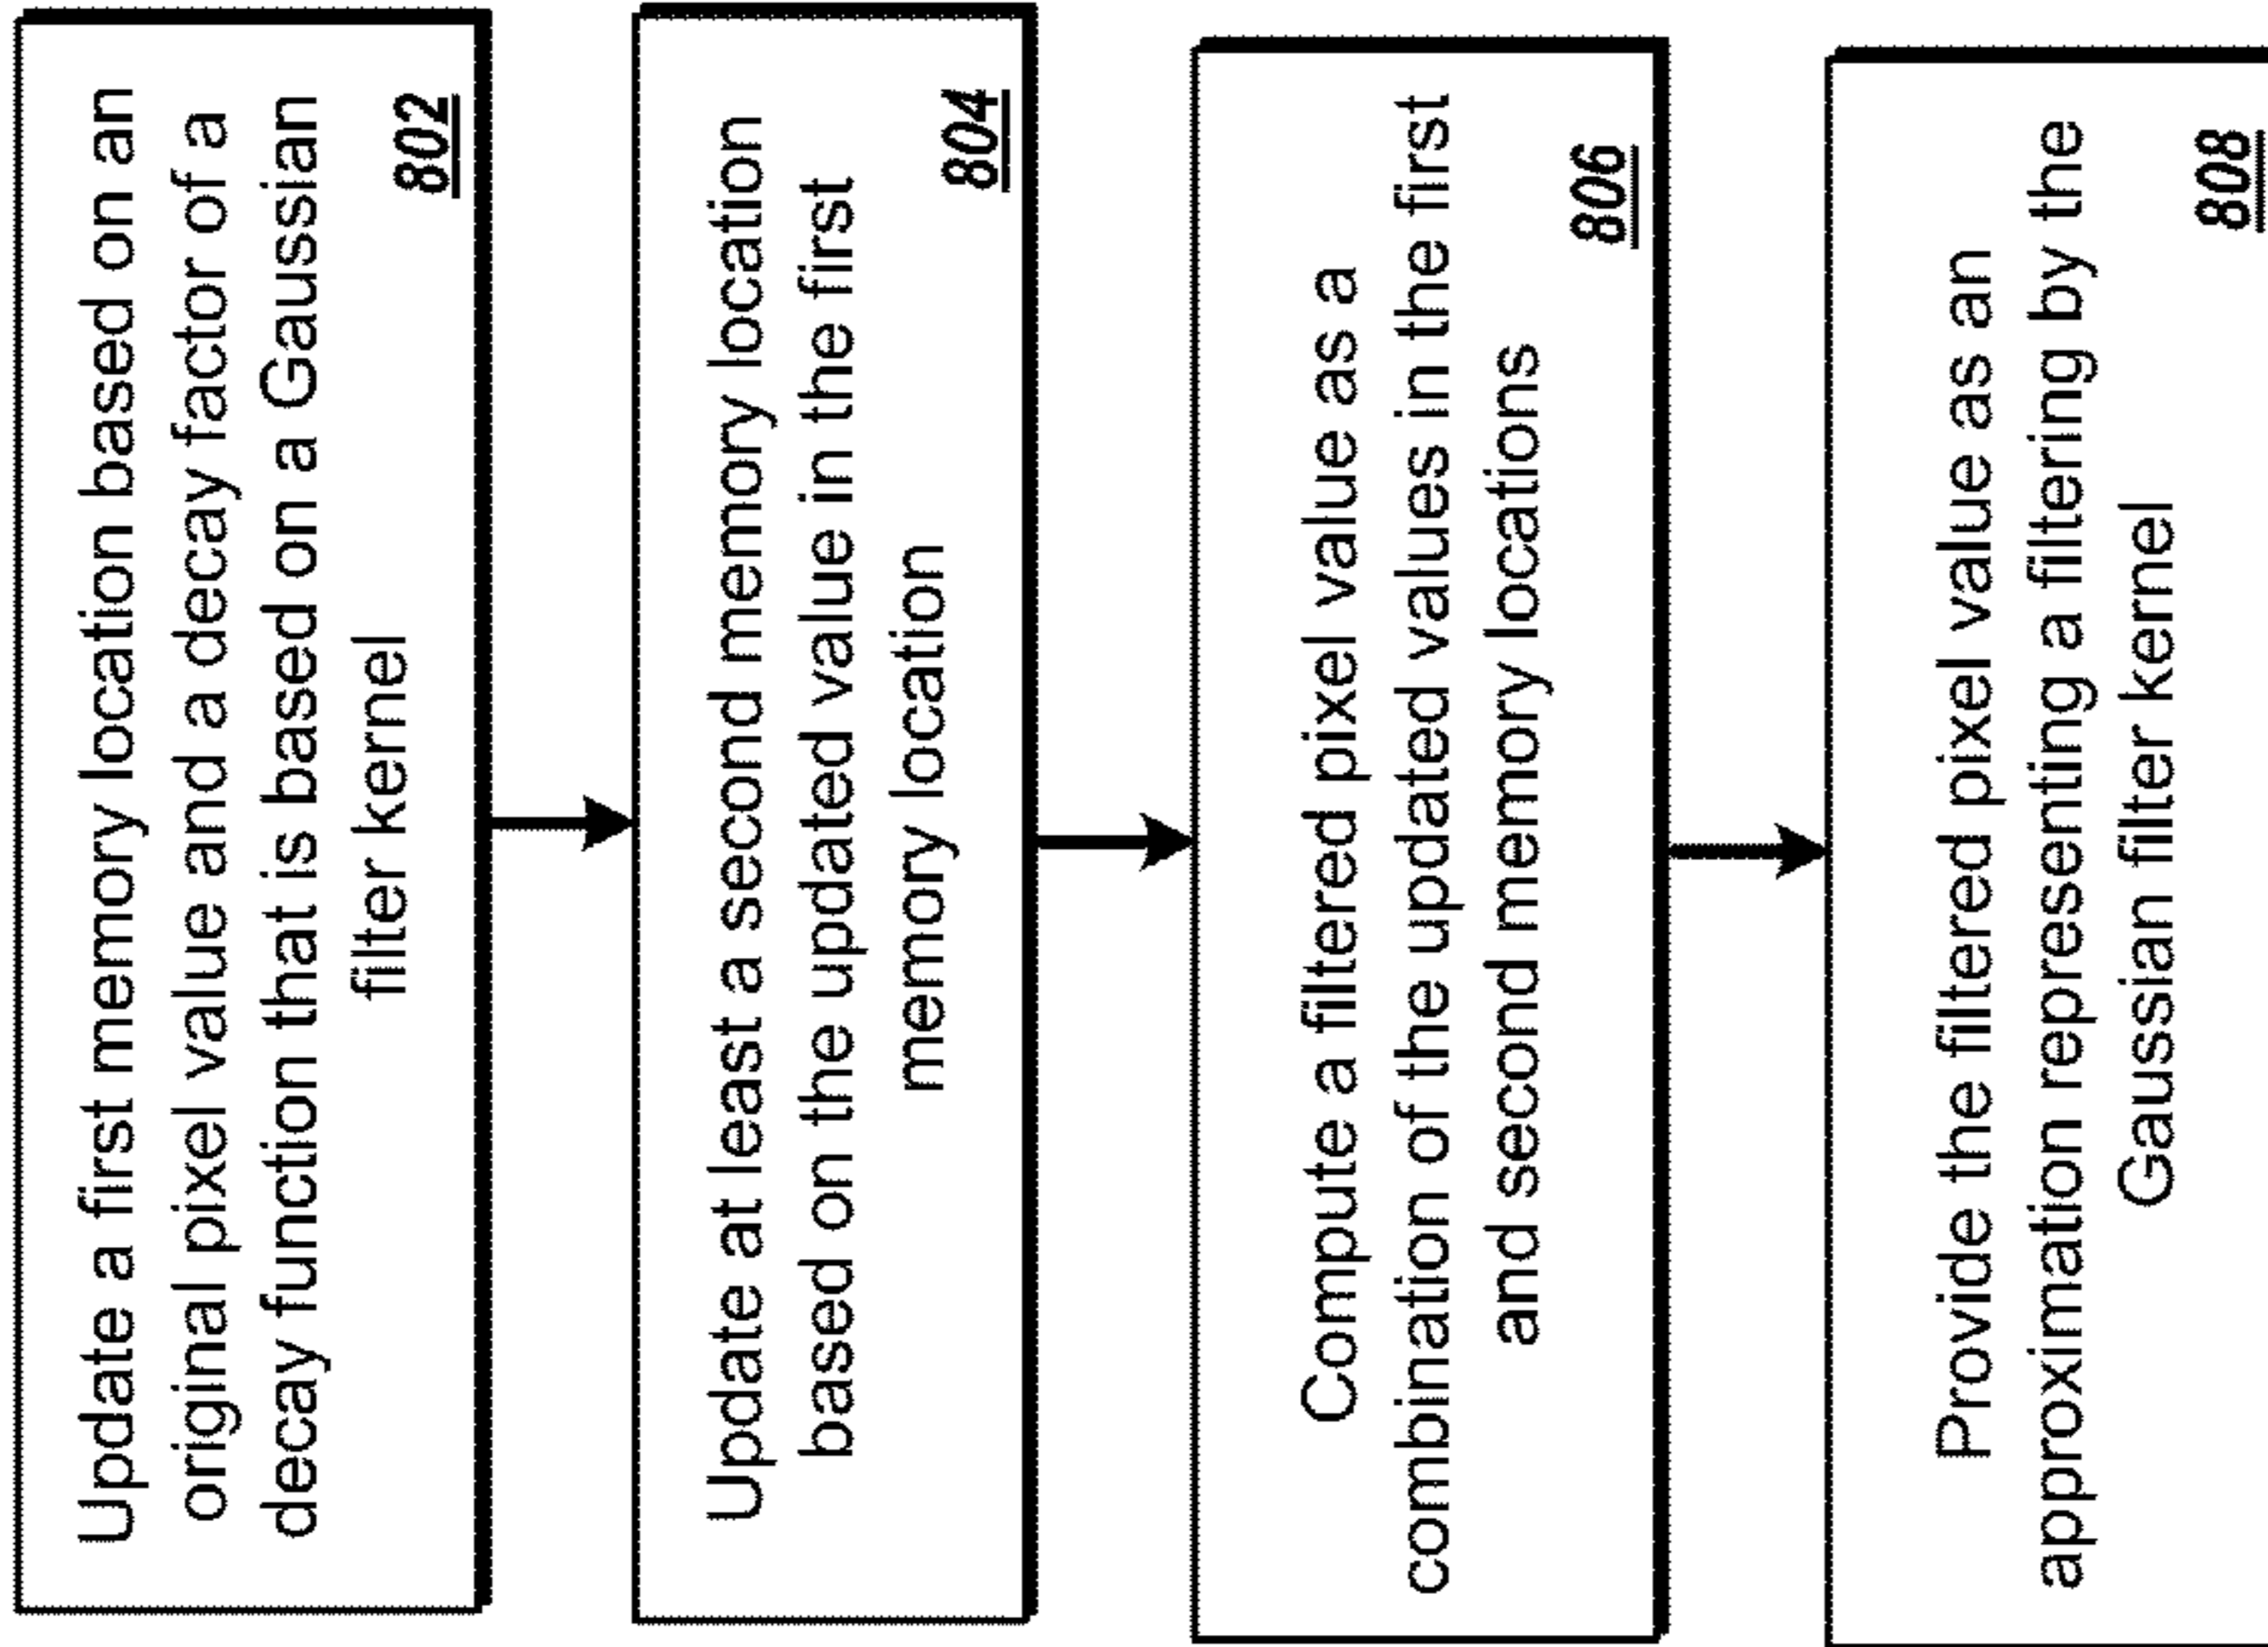 Update a first memory location based on an
original pixel value and a decay factor of a
decay function that is based on a Gaussian
filter kernel
802
Update at least a second memory location
based on the updated value in the first
memory location
804
Compute a filtered pixel value as a
combination of the updated values in the first
and second memory locations
806
Provide the filtered pixel value as an
approximation representing a filtering by the
Gaussian filter kernel
808